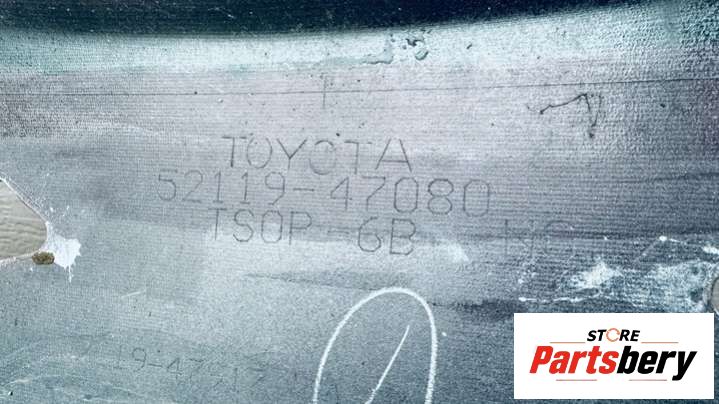 TOYOTA
52119-47080
TSOP-6B
STORE
Partsbery